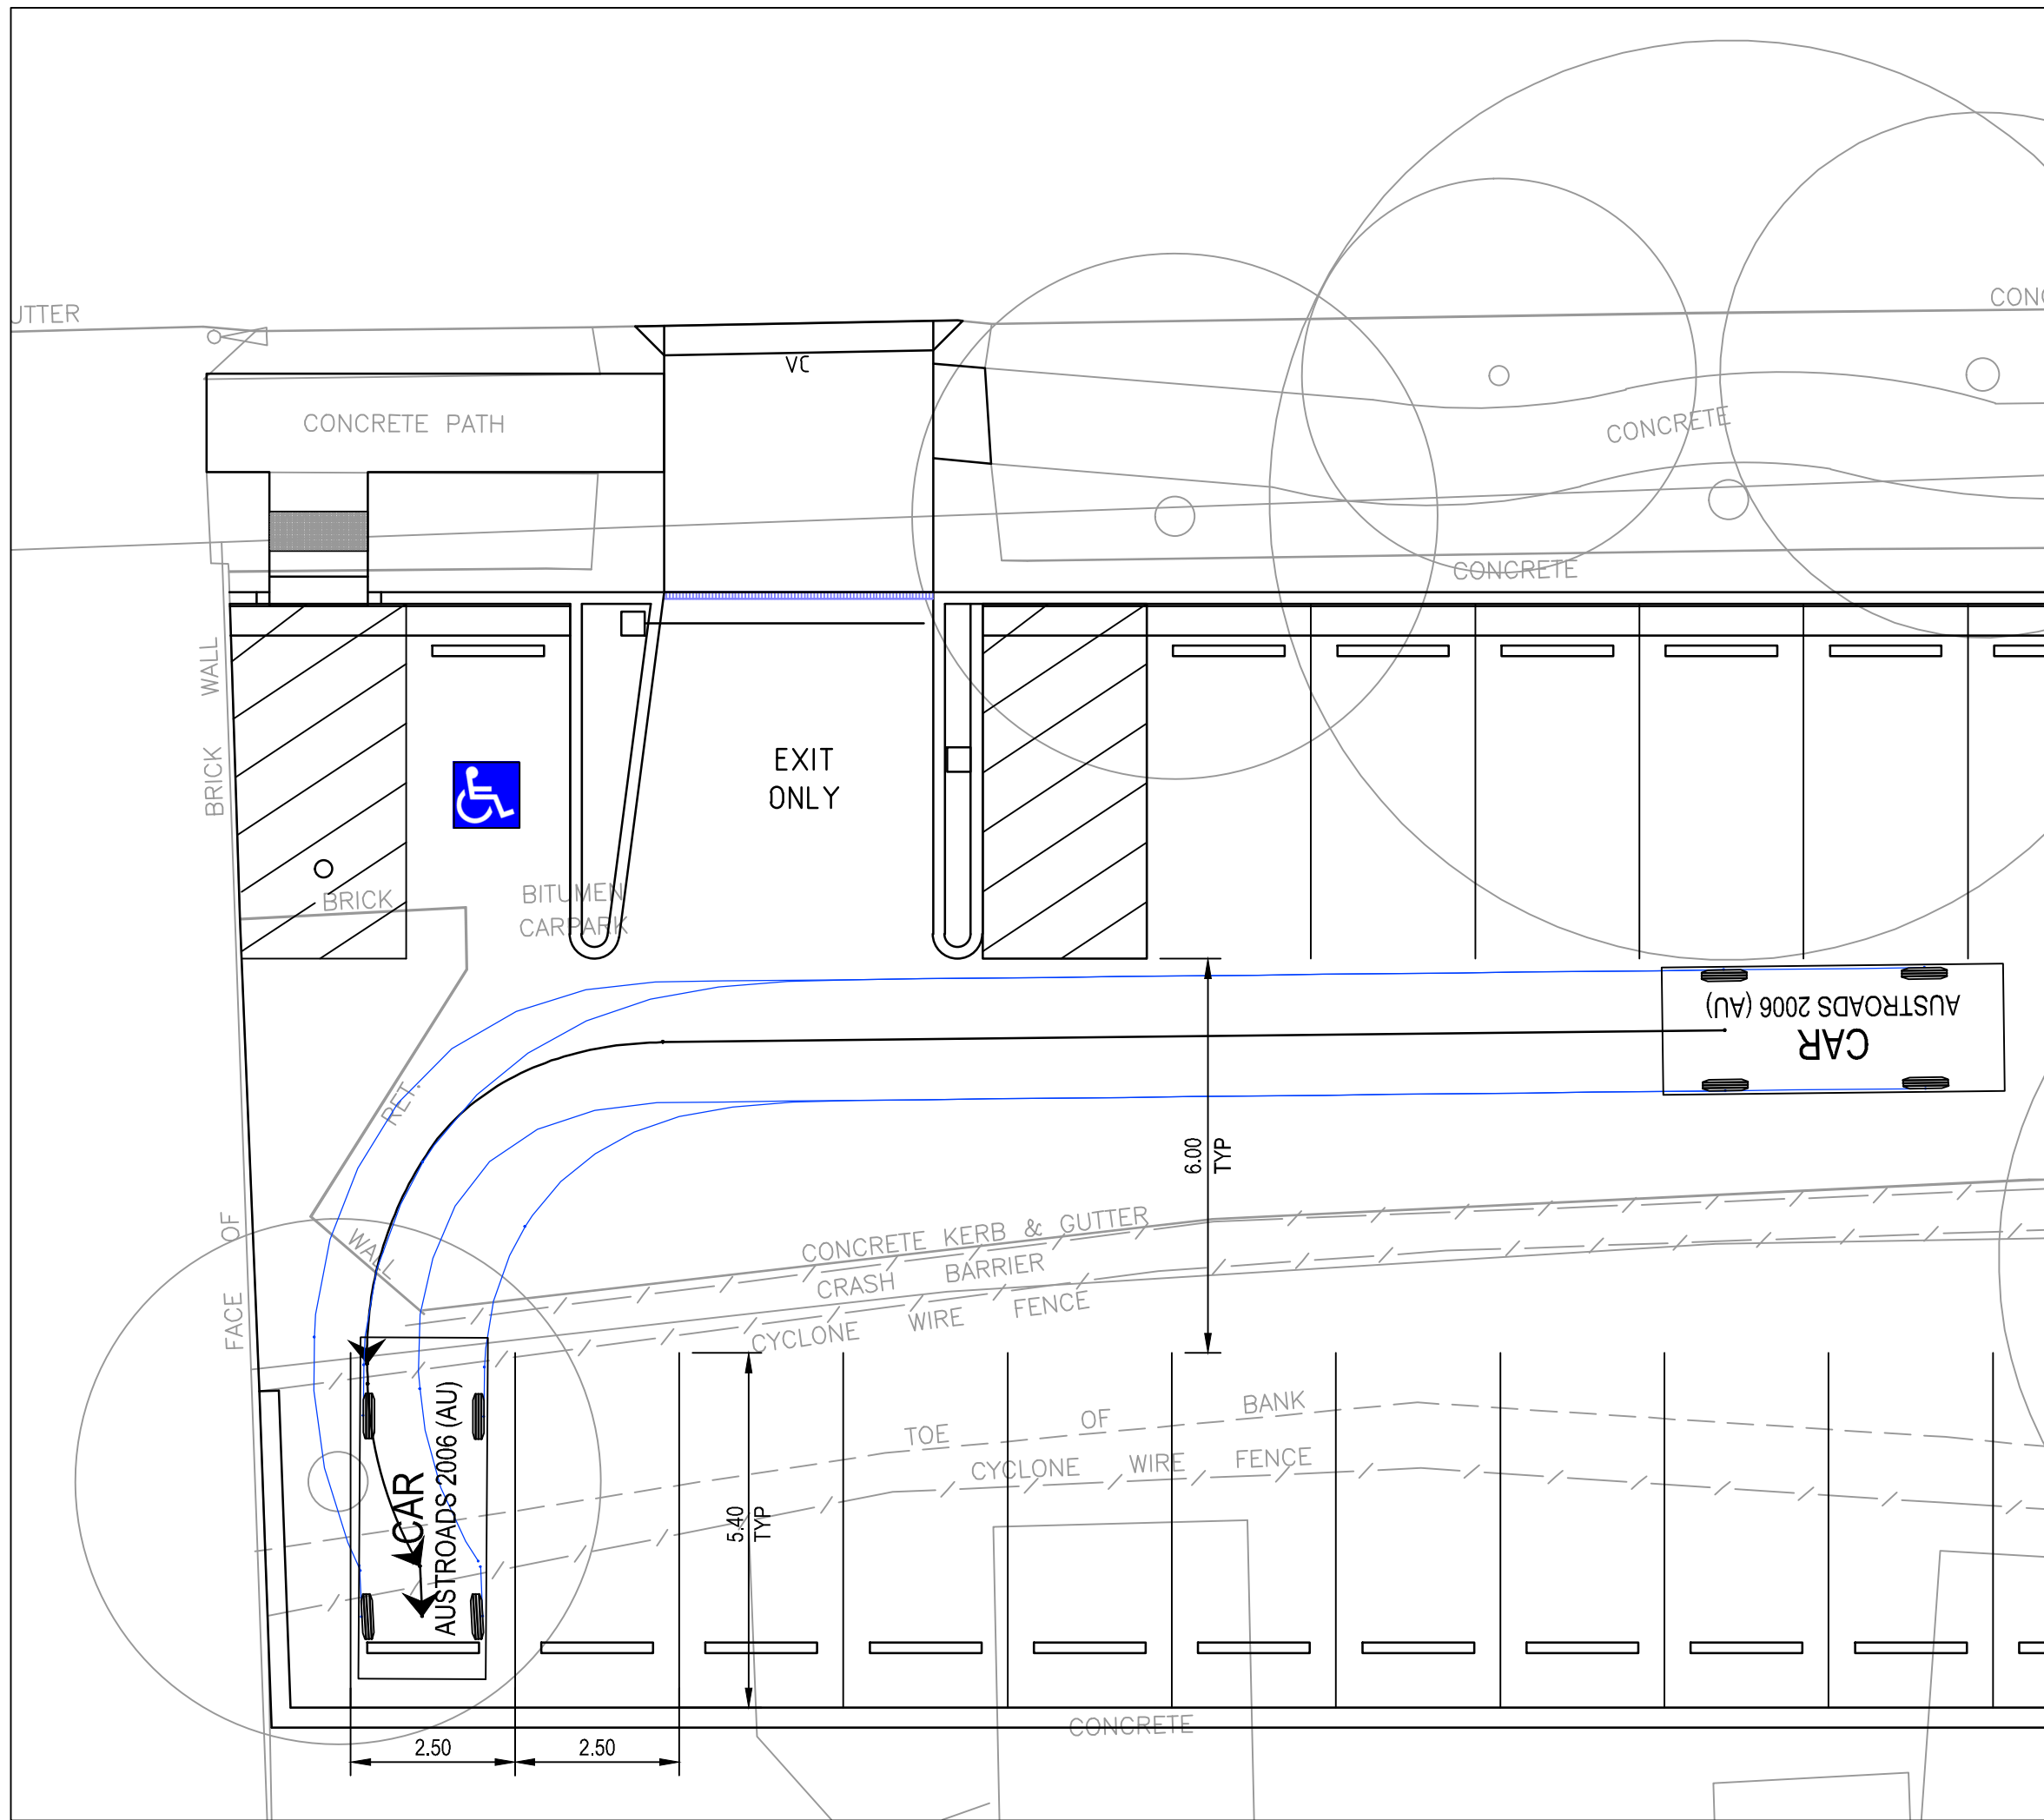 UTTER
VC
CONCRETE PATH
CONCRETE
CONCRETE
BRICK WALL
FACE OF
EXIT
ONLY
BRICK
BITUMEN
CARPARK
RET.
WALL
AUSTROADS 2006 (AU)
CAR
6.00
TYP
CONCRETE KERB & GUTTER
CRASH BARRIER
CYCLONE WIRE FENCE
TOE OF BANK
CYCLONE WIRE FENCE
CAR
AUSTROADS 2006 (AU)
5.40
TYP
CONCRETE
2.50
2.50